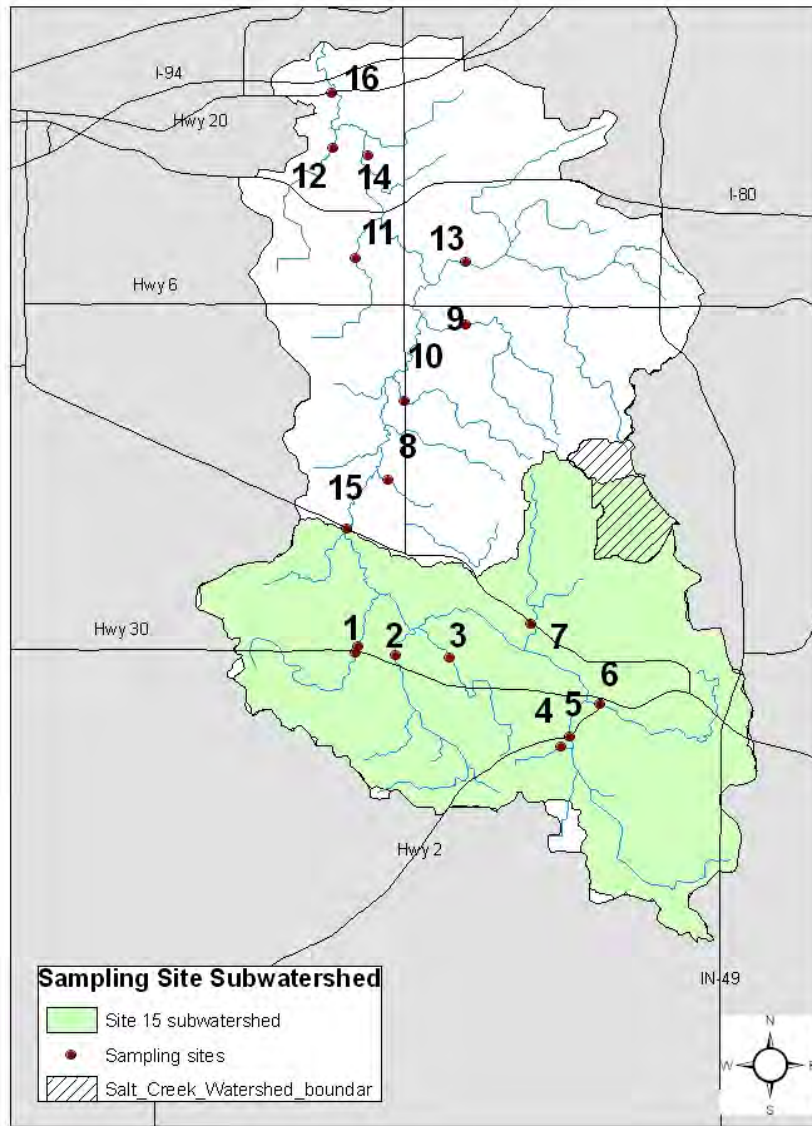 I-94
16
Hwy 20
12
14
I-80
11
13
Hwy 6
9
10
8
15
Hwy 30
1
2
3
7
6
5
4
Hwy 2
IN-49
Sampling Site Subwatershed
Site 15 subwatershed
Sampling sites
Salt_Creek_Watershed_boundar
N
W
E
S